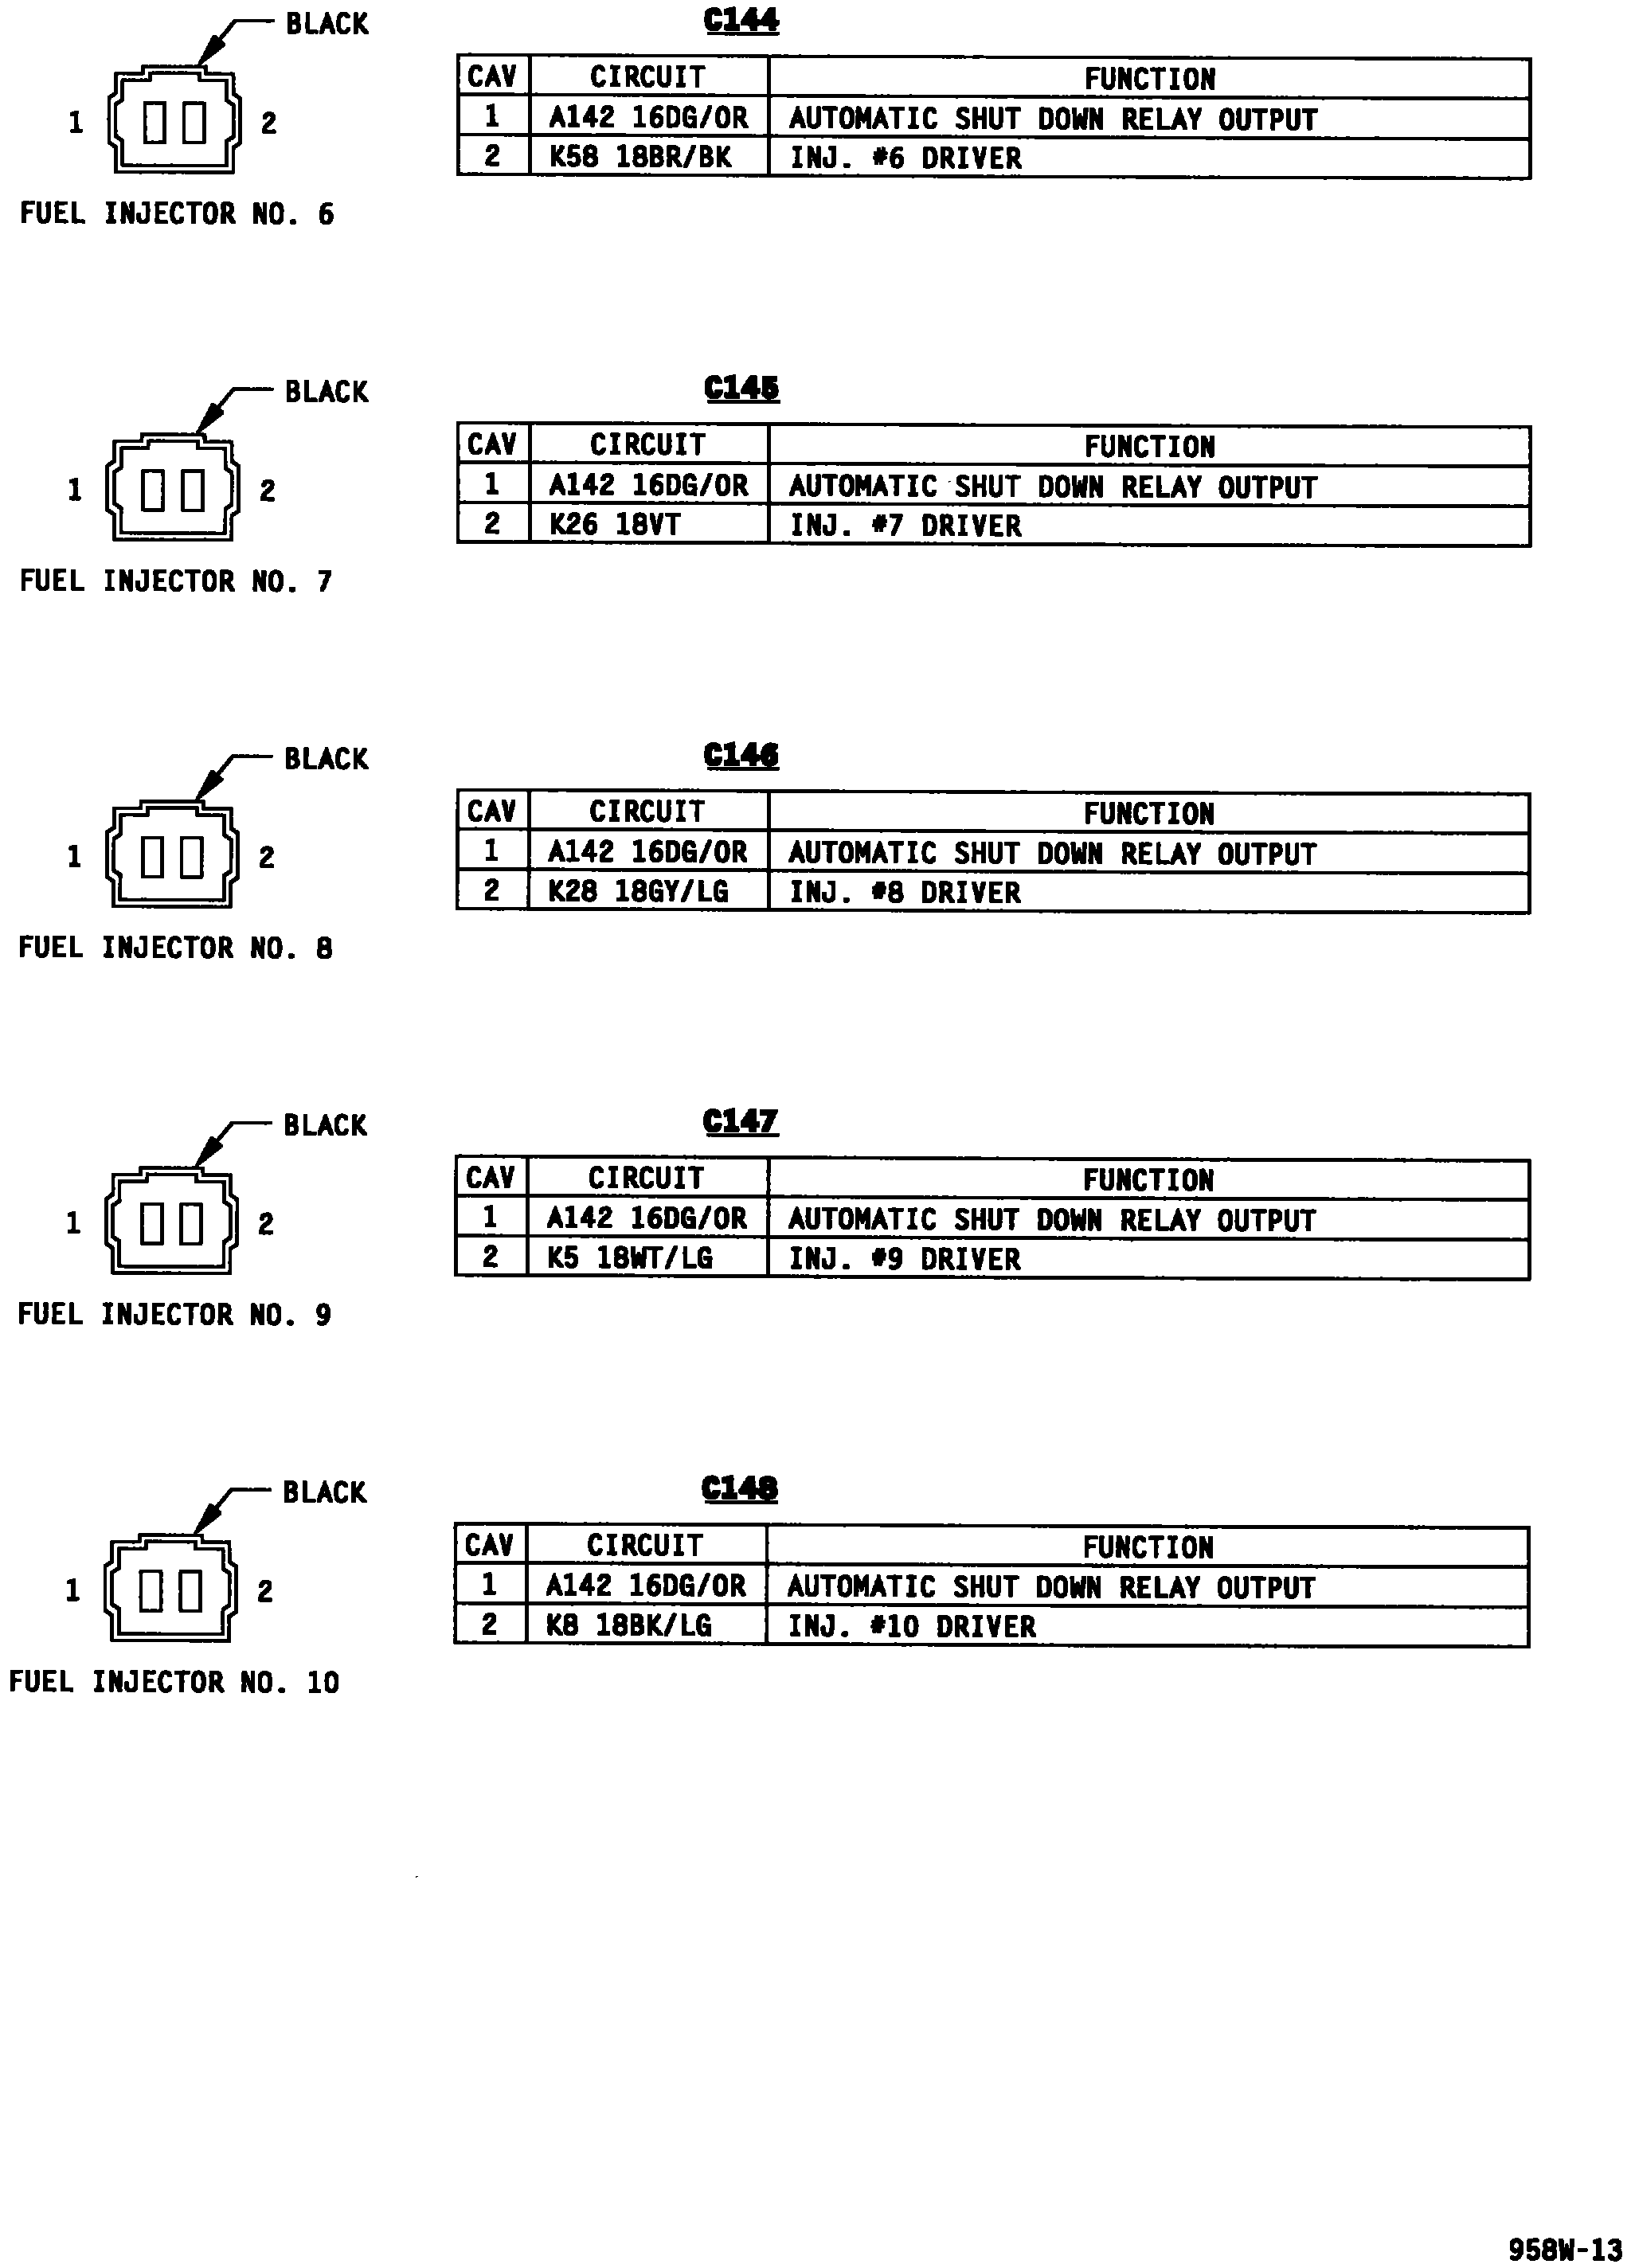 BLACK
C144
CAV CIRCUIT FUNCTION
1 A142 16DG/OR AUTOMATIC SHUT DOWN RELAY OUTPUT
2 K58 18BR/BK INJ. #6 DRIVER
1 2
FUEL INJECTOR NO. 6
BLACK
C145
CAV CIRCUIT FUNCTION
1 A142 16DG/OR AUTOMATIC SHUT DOWN RELAY OUTPUT
2 K26 18VT INJ. #7 DRIVER
1 2
FUEL INJECTOR NO. 7
BLACK
C146
CAV CIRCUIT FUNCTION
1 A142 16DG/OR AUTOMATIC SHUT DOWN RELAY OUTPUT
2 K28 18GY/LG INJ. #8 DRIVER
1 2
FUEL INJECTOR NO. 8
BLACK
C147
CAV CIRCUIT FUNCTION
1 A142 16DG/OR AUTOMATIC SHUT DOWN RELAY OUTPUT
2 K5 18WT/LG INJ. #9 DRIVER
1 2
FUEL INJECTOR NO. 9
BLACK
C148
CAV CIRCUIT FUNCTION
1 A142 16DG/OR AUTOMATIC SHUT DOWN RELAY OUTPUT
2 K8 18BK/LG INJ. #10 DRIVER
1 2
FUEL INJECTOR NO. 10
958W-13